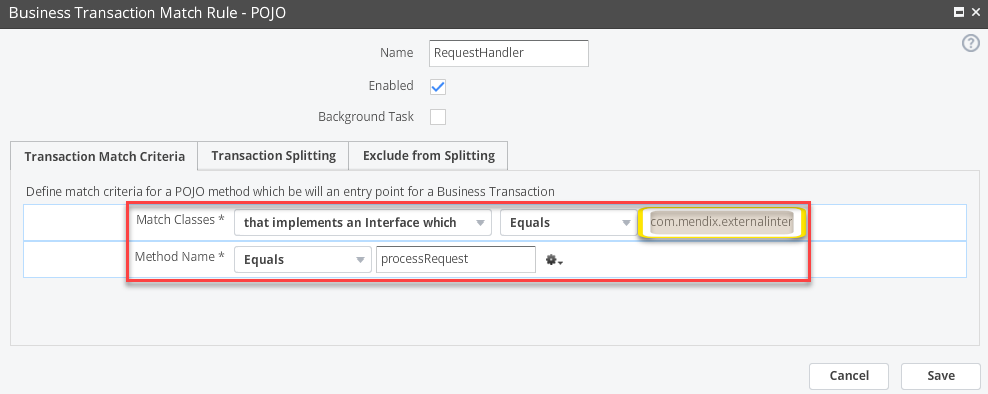 Business Transaction Match Rule - POJO
Name RequestHandler
Enabled
Background Task
Transaction Match Criteria Transaction Splitting Exclude from Splitting
Define match criteria for a POJO method which be will an entry point for a Business Transaction
Match Classes * that implements an Interface which Equals com.mendix.externalinter
Method Name * Equals processRequest
Cancel Save